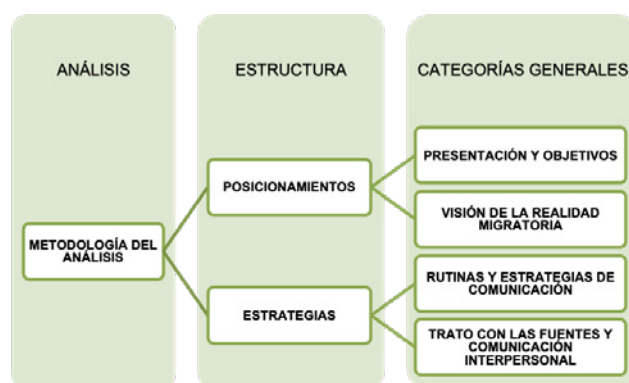 ANÁLISIS
ESTRUCTURA
CATEGORÍAS GENERALES
METODOLOGÍA DEL
ANÁLISIS
POSICIONAMIENTOS
ESTRATEGIAS
PRESENTACIÓN Y OBJETIVOS
VISIÓN DE LA REALIDAD
MIGRATORIA
RUTINAS Y ESTRATEGIAS DE
COMUNICACIÓN
TRATO CON LAS FUENTES Y
COMUNICACIÓN
INTERPERSONAL